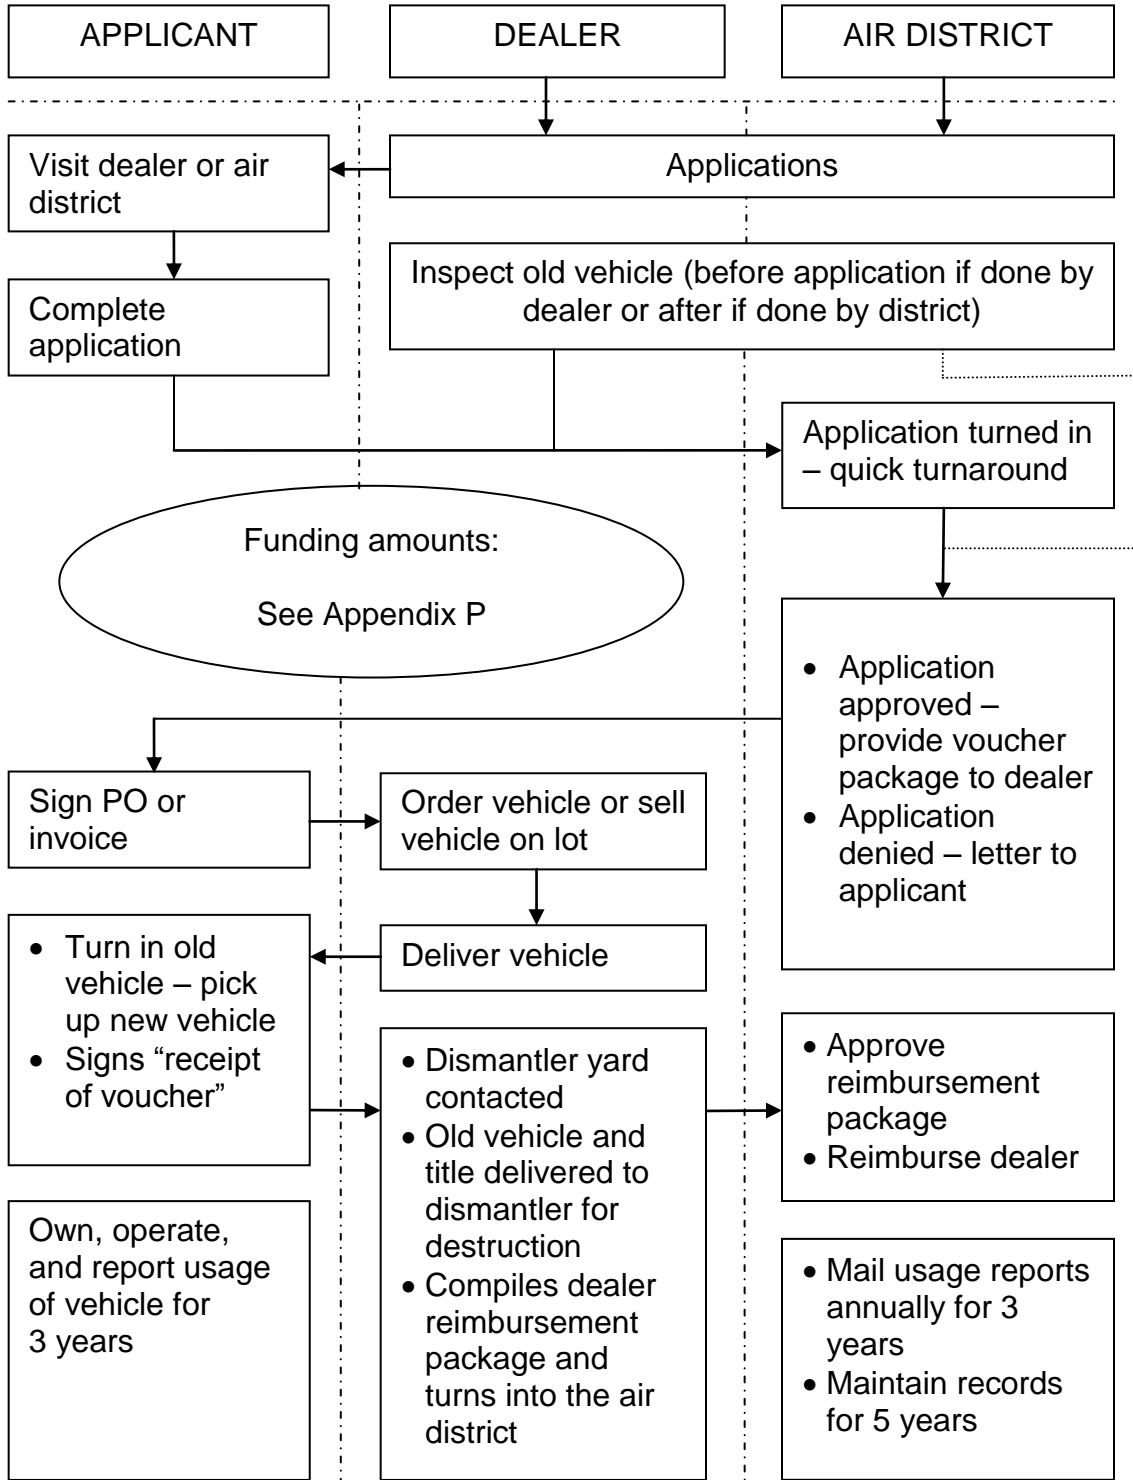 APPLICANT
DEALER
AIR DISTRICT
Visit dealer or air
district
Applications
Complete
application
Inspect old vehicle (before application if done by
dealer or after if done by district)
Application turned in
– quick turnaround
Funding amounts:
See Appendix P
• Application
approved –
provide voucher
package to dealer
• Application
denied – letter to
applicant
Sign PO or
invoice
Order vehicle or sell
vehicle on lot
Deliver vehicle
• Turn in old
vehicle – pick
up new vehicle
• Signs “receipt
of voucher”
• Dismantler yard
contacted
• Old vehicle and
title delivered to
dismantler for
destruction
• Compiles dealer
reimbursement
package and
turns into the air
district
• Approve
reimbursement
package
• Reimburse dealer
Own, operate,
and report usage
of vehicle for
3 years
• Mail usage reports
annually for 3
years
• Maintain records
for 5 years